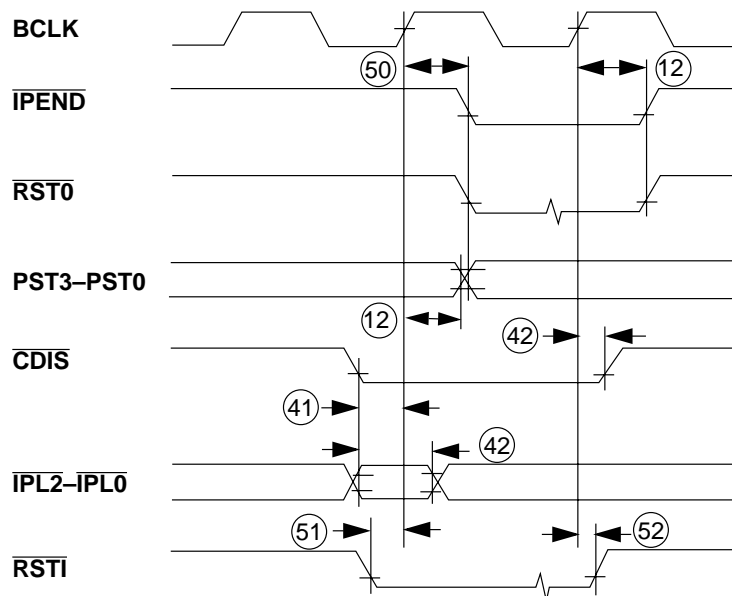 BCLK
50
12
IPEND
RST0
PST3–PST0
12
42
CDIS
41
42
IPL2–IPL0
51
52
RSTI